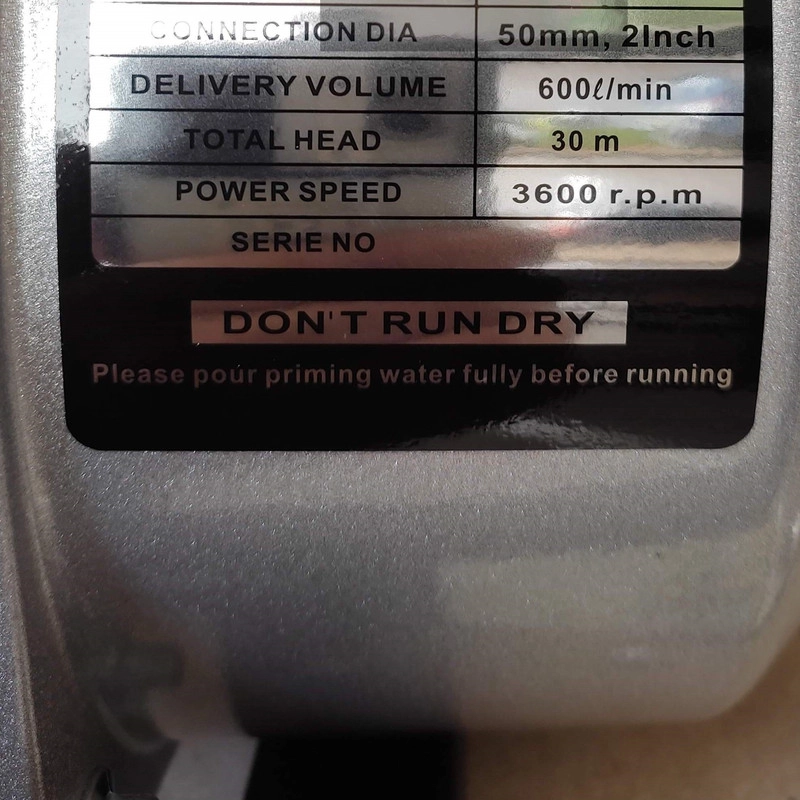 CONNECTION DIA 50mm, 2Inch
DELIVERY VOLUME 600ℓ/min
TOTAL HEAD 30 m
POWER SPEED 3600 r.p.m
SERIE NO
DON'T RUN DRY
Please pour priming water fully before running